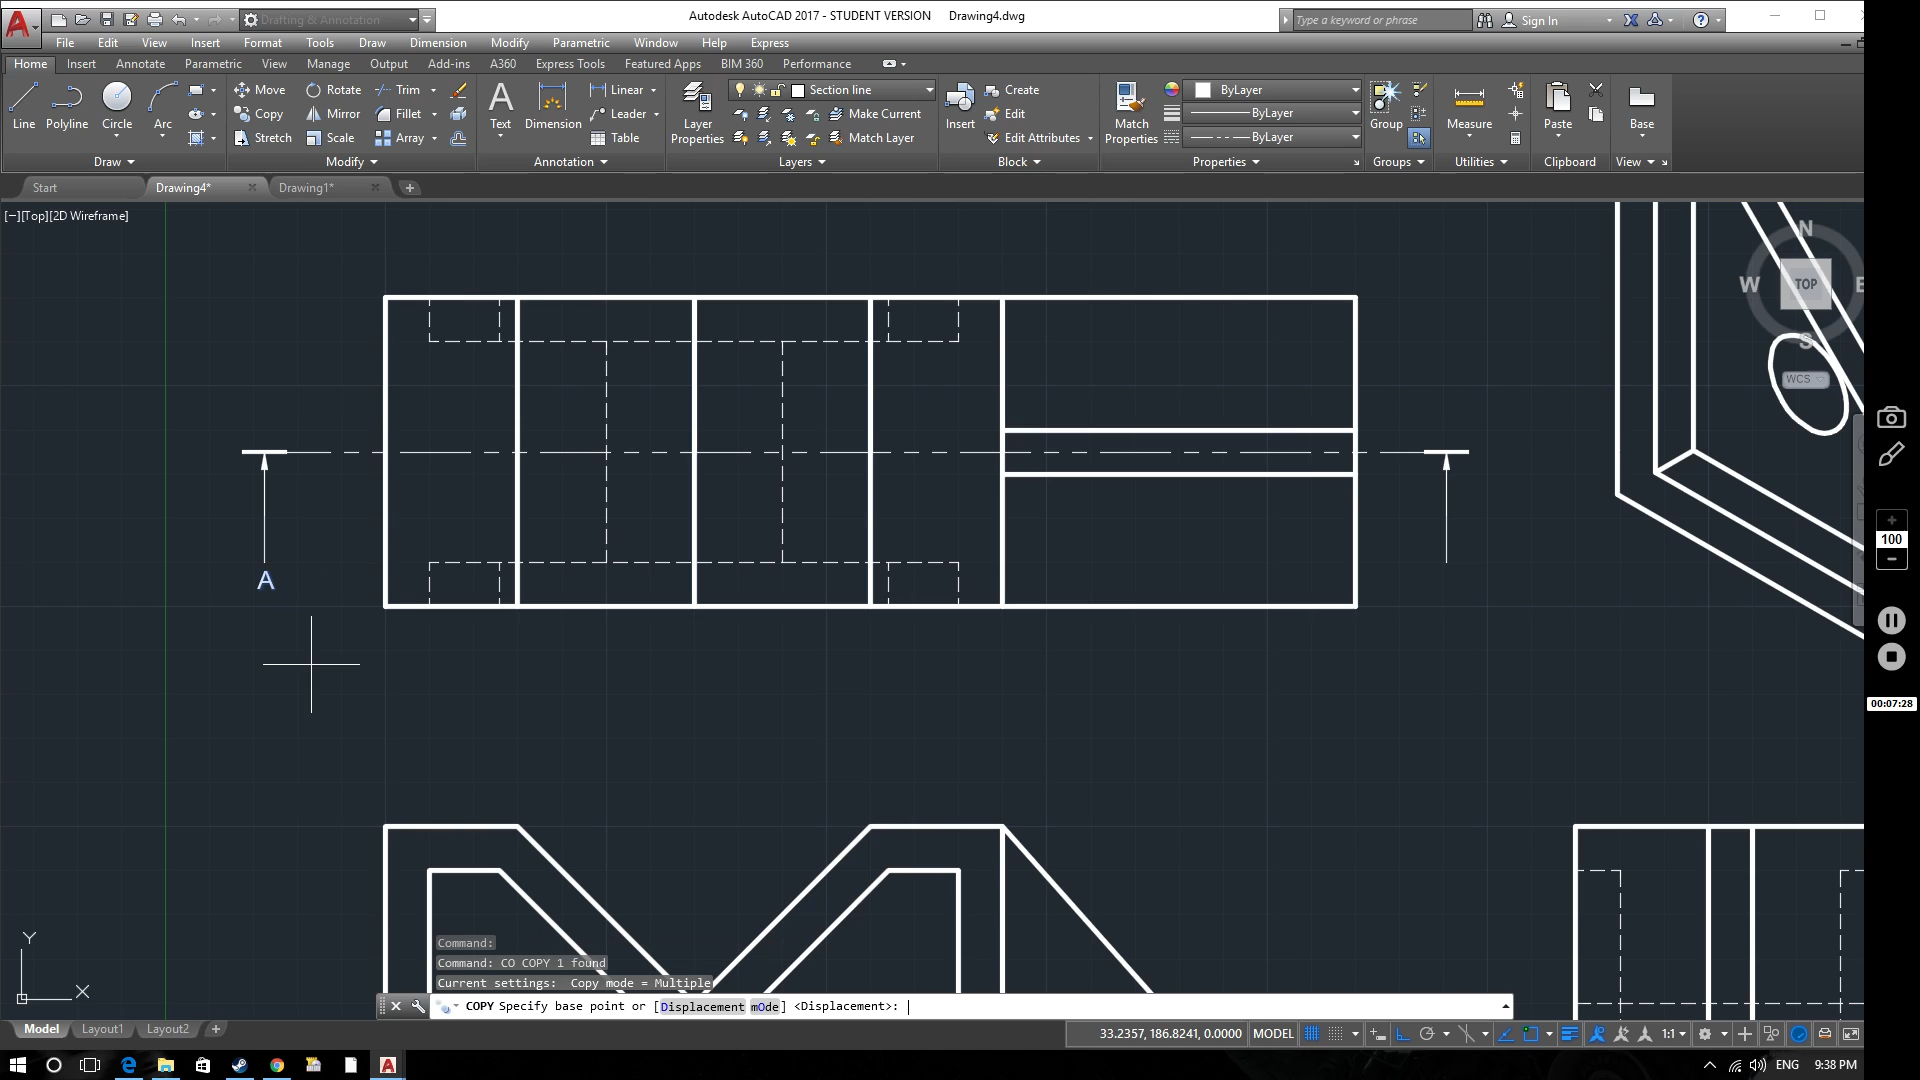 Drafting & Annotation
Autodesk AutoCAD 2017 - STUDENT VERSION Drawing4.dwg
Type a keyword or phrase
Sign In
File Edit View Insert Format Tools Draw Dimension Modify Parametric Window Help Express
Home Insert Annotate Parametric View Manage Output Add-ins A360 Express Tools Featured Apps BIM 360 Performance
Line Polyline Circle Arc
Move Rotate Trim
Copy Mirror Fillet
Stretch Scale Array
Text Dimension
Linear
Leader
Table
Layer Properties
Section line
Make Current
Match Layer
Insert
Create
Edit
Edit Attributes
Match Properties
ByLayer
ByLayer
ByLayer
Group Measure Paste Base
Draw Modify Annotation Layers Block Properties Groups Utilities Clipboard View
Start Drawing4* Drawing1*
[−][Top][2D Wireframe]
N
W TOP E
S
WCS
A
100
00:07:28
Y
X
Command:
Command: CO COPY 1 found
Current settings: Copy mode = Multiple
COPY Specify base point or [Displacement mOde] <Displacement>:
Model Layout1 Layout2
33.2357, 186.8241, 0.0000 MODEL 1:1
ENG 9:38 PM